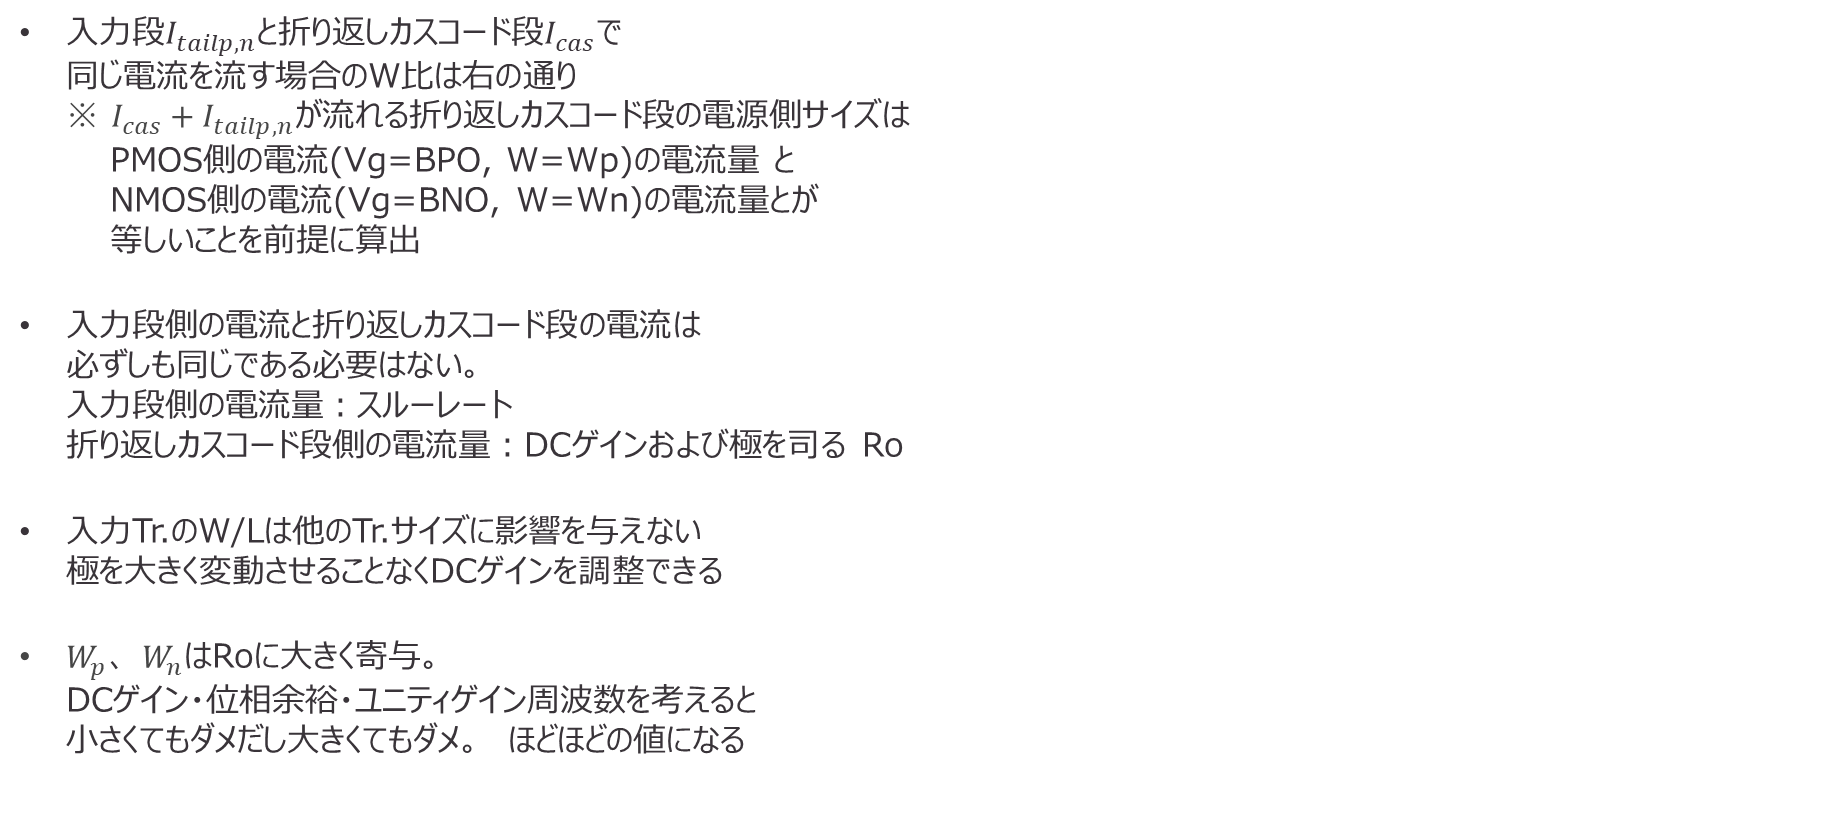 • 入力段I_{tailp,n}と折り返しカスコード段I_{cas}で
同じ電流を流す場合のW比は右の通り
※ I_{cas} + I_{tailp,n}が流れる折り返しカスコード段の電源側サイズは
PMOS側の電流(Vg=BPO, W=Wp)の電流量 と
NMOS側の電流(Vg=BNO, W=Wn)の電流量とが
等しいことを前提に算出
• 入力段側の電流と折り返しカスコード段の電流は
必ずしも同じである必要はない。
入力段側の電流量：スルーレート
折り返しカスコード段側の電流量：DCゲインおよび極を司る Ro
• 入力Tr.のW/Lは他のTr.サイズに影響を与えない
極を大きく変動させることなくDCゲインを調整できる
• W_p、W_nはRoに大きく寄与。
DCゲイン・位相余裕・ユニティゲイン周波数を考えると
小さくてもダメだし大きくてもダメ。 ほどほどの値になる